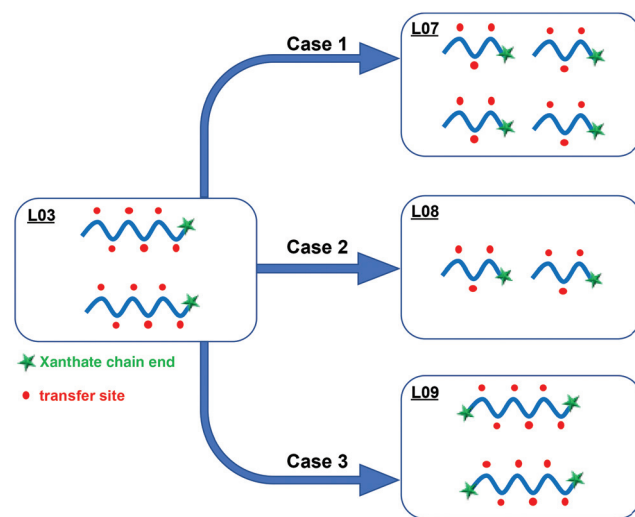 Case 1
L07
L03
Case 2
L08
Xanthate chain end
transfer site
Case 3
L09